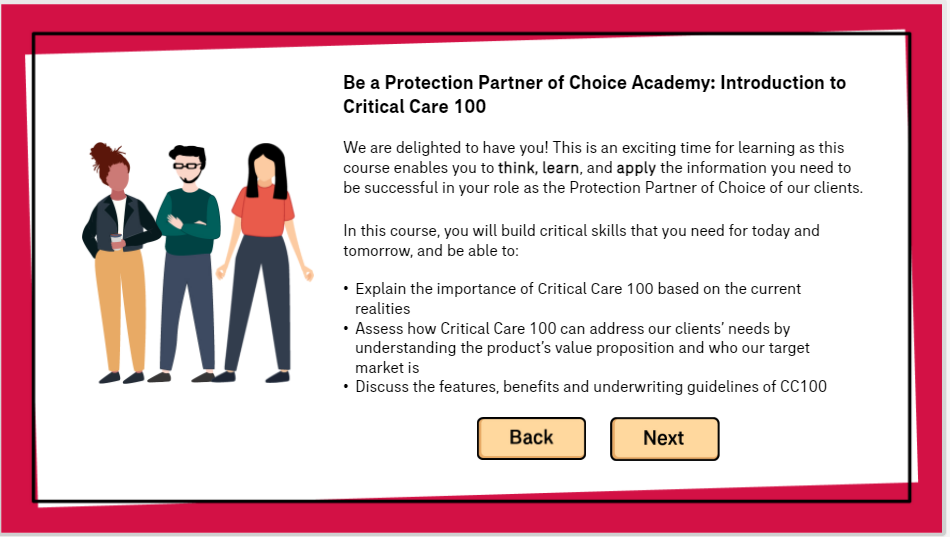 Be a Protection Partner of Choice Academy: Introduction to
Critical Care 100
We are delighted to have you! This is an exciting time for learning as this
course enables you to think, learn, and apply the information you need to
be successful in your role as the Protection Partner of Choice of our clients.
In this course, you will build critical skills that you need for today and
tomorrow, and be able to:
• Explain the importance of Critical Care 100 based on the current
realities
• Assess how Critical Care 100 can address our clients’ needs by
understanding the product’s value proposition and who our target
market is
• Discuss the features, benefits and underwriting guidelines of CC100
Back Next